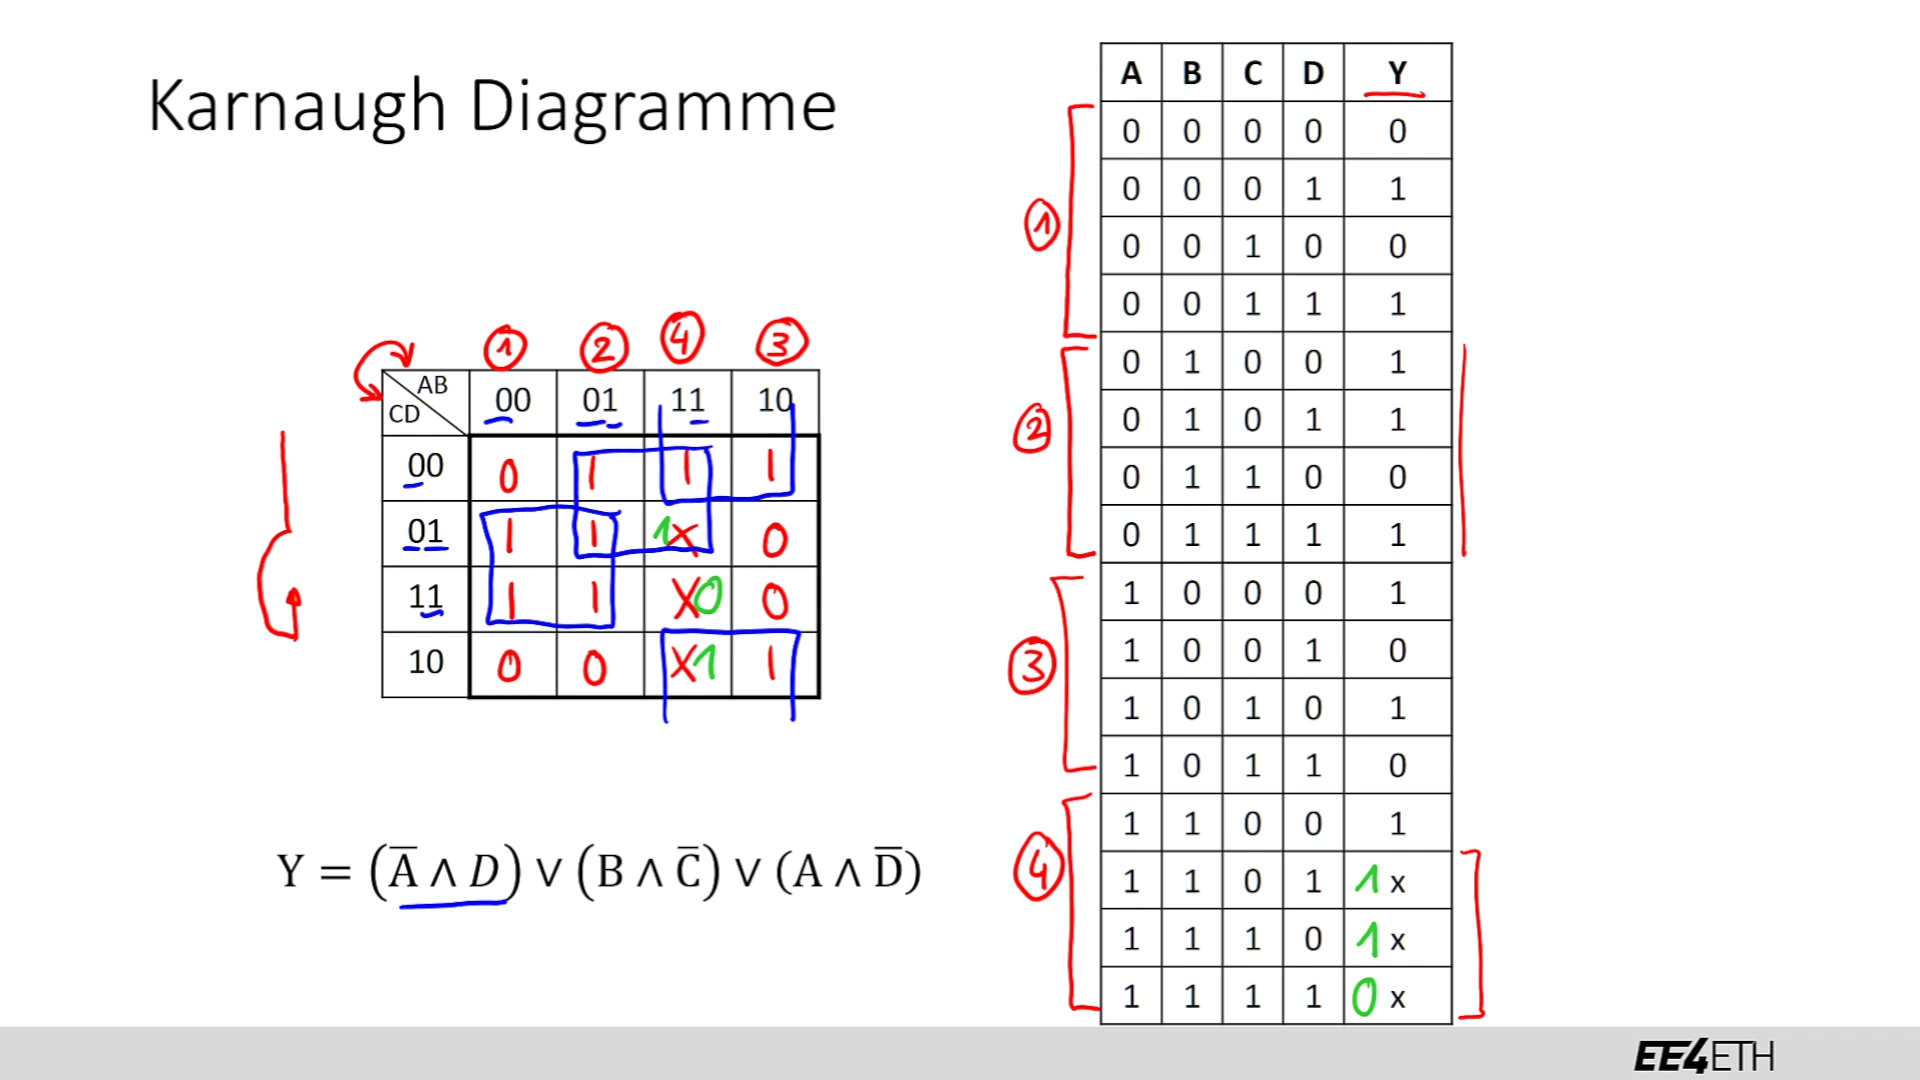 Karnaugh Diagramme
① ② ④ ③
AB
CD 00 01 11 10
00 0 1 1 1
01 1 1 1x 0
11 1 1 X0 0
10 0 0 X1 1
Y = (A̅ ∧ D) ∨ (B ∧ C̅) ∨ (A ∧ D̅)
A B C D Y
①
0 0 0 0 0
0 0 0 1 1
0 0 1 0 0
0 0 1 1 1
②
0 1 0 0 1
0 1 0 1 1
0 1 1 0 0
0 1 1 1 1
③
1 0 0 0 1
1 0 0 1 0
1 0 1 0 1
1 0 1 1 0
④
1 1 0 0 1
1 1 0 1 1 x
1 1 1 0 1 x
1 1 1 1 0 x
EE4ETH